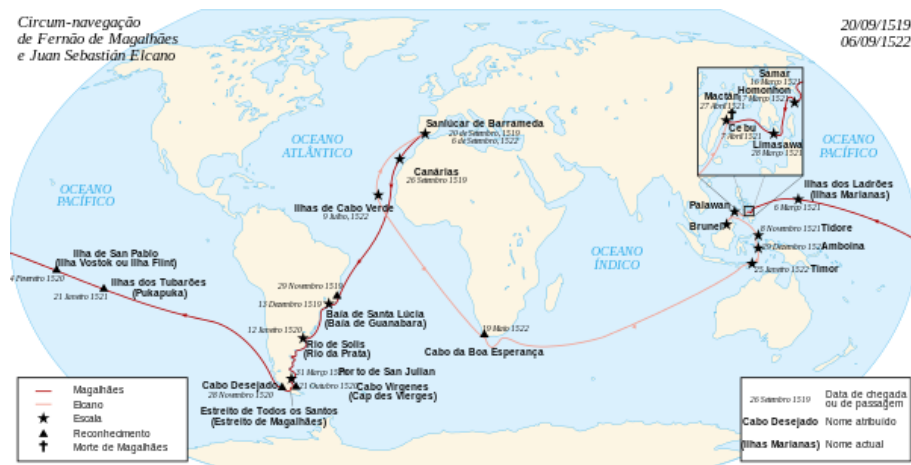 Circum-navegação
de Fernão de Magalhães
e Juan Sebastián Elcano
20/09/1519
06/09/1522
Samar
16 Março 1521
Homonhon
17 Março 1521
Mactán
27 Abril 1521
Cebu
7 Abril 1521
Limasawa
28 Março 1521
Sanlúcar de Barrameda
20 de Setembro, 1519
6 de Setembro, 1522
OCEANO
ATLÂNTICO
OCEANO
PACÍFICO
Canárias
26 Setembro 1519
OCEANO
PACÍFICO
Ilhas dos Ladrões
(Ilhas Marianas)
6 Março 1521
Ilhas de Cabo Verde
9 Julho, 1522
Palawan
Brunei
8 Novembro 1521 Tidore
29 Dezembro 1521 Amboina
25 Janeiro 1522 Timor
OCEANO
ÍNDICO
Ilha de San Pablo
(Ilha Vostok ou Ilha Flint)
4 Fevereiro 1520
Ilhas dos Tubarões
(Pukapuka)
21 Janeiro 1521
29 Novembro 1519
13 Dezembro 1519
Baía de Santa Lúcia
(Baía de Guanabara)
12 Janeiro 1520
Rio de Solis
(Rio da Prata)
19 Maio 1522
Cabo da Boa Esperança
31 Março 1520 Porto de San Julian
Cabo Desejado
28 Novembro 1520
21 Outubro 1520 Cabo Virgenes
(Cap des Vierges)
Estreito de Todos os Santos
(Estreito de Magalhães)
Magalhães
Elcano
Escala
Reconhecimento
Morte de Magalhães
26 Setembro 1519 Data de chegada
ou de passagem
Cabo Desejado Nome atribuído
(Ilhas Marianas) Nome actual